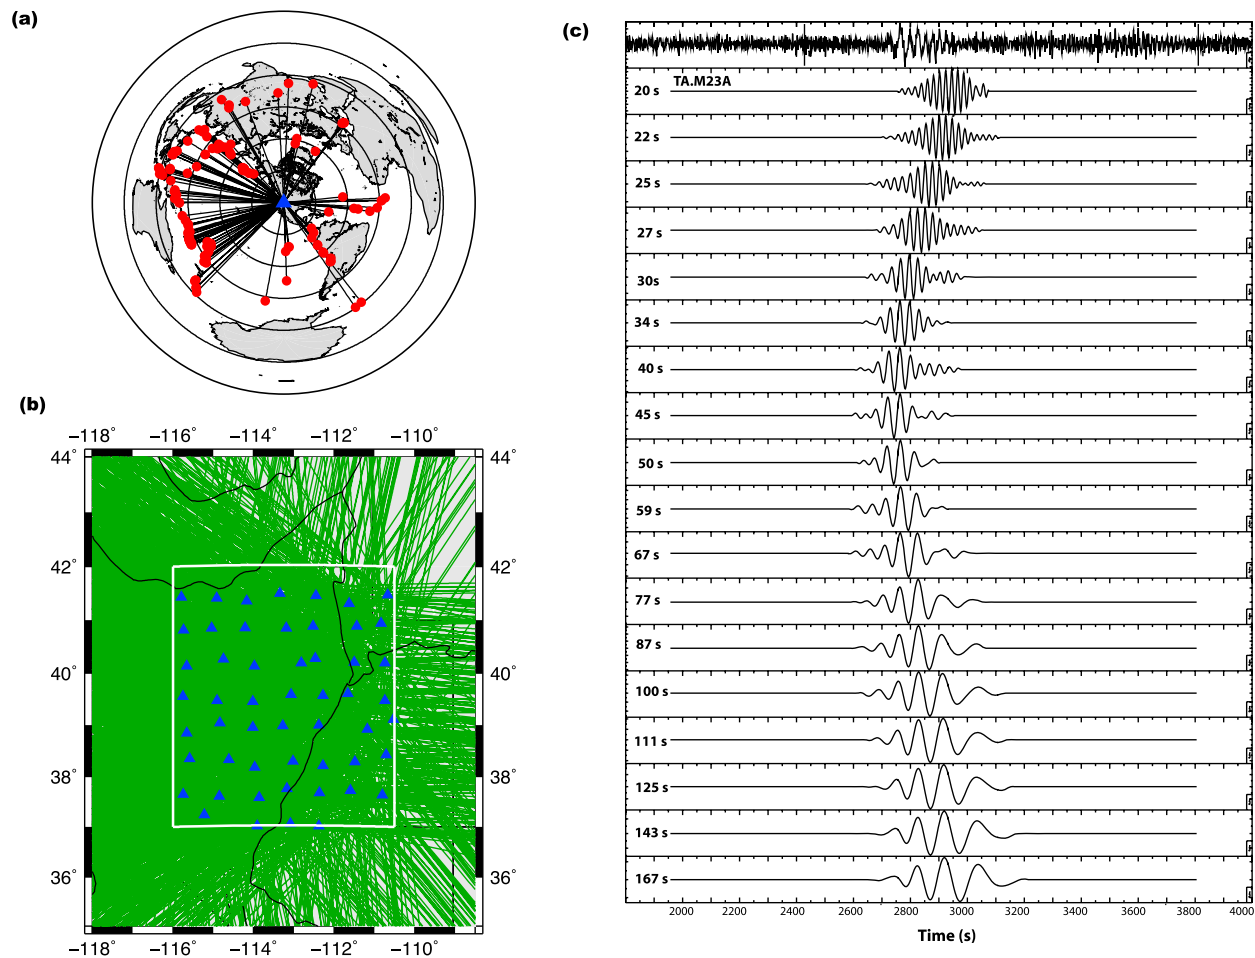 (a)
(b)
−118° −116° −114° −112° −110°
44° 44°
42° 42°
40° 40°
38° 38°
36° 36°
−118° −116° −114° −112° −110°
(c)
TA.M23A
20 s
22 s
25 s
27 s
30s
34 s
40 s
45 s
50 s
59 s
67 s
77 s
87 s
100 s
111 s
125 s
143 s
167 s
2000 2200 2400 2600 2800 3000 3200 3400 3600 3800 4000
Time (s)